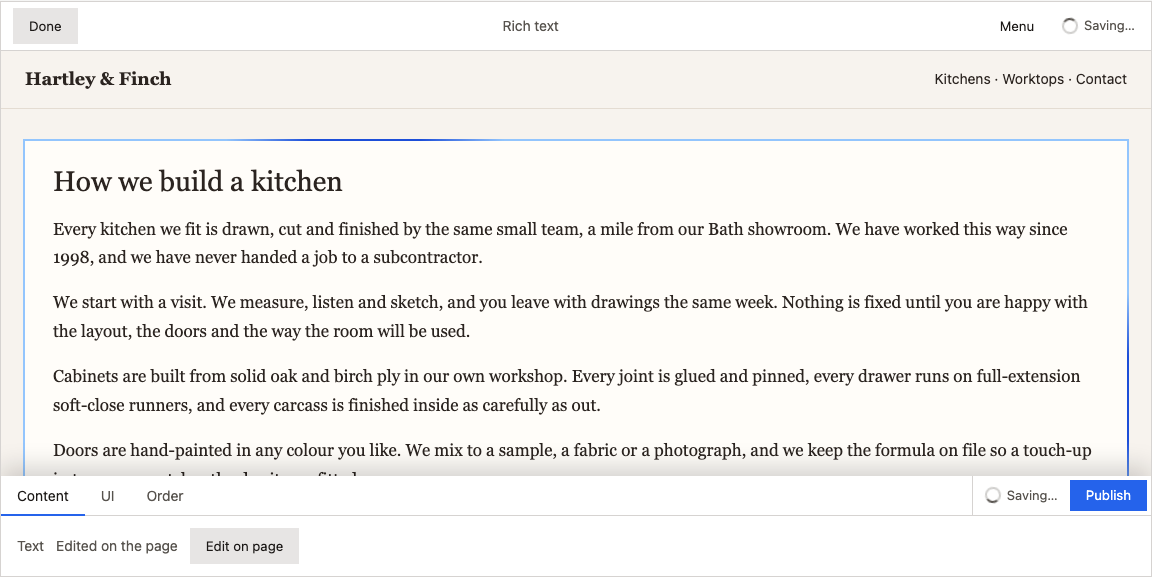 Done
Rich text
Menu
Saving...
Hartley & Finch
Kitchens · Worktops · Contact
How we build a kitchen
Every kitchen we fit is drawn, cut and finished by the same small team, a mile from our Bath showroom. We have worked this way since
1998, and we have never handed a job to a subcontractor.
We start with a visit. We measure, listen and sketch, and you leave with drawings the same week. Nothing is fixed until you are happy with
the layout, the doors and the way the room will be used.
Cabinets are built from solid oak and birch ply in our own workshop. Every joint is glued and pinned, every drawer runs on full-extension
soft-close runners, and every carcass is finished inside as carefully as out.
Doors are hand-painted in any colour you like. We mix to a sample, a fabric or a photograph, and we keep the formula on file so a touch-up
Content
UI
Order
Saving...
Publish
Text
Edited on the page
Edit on page